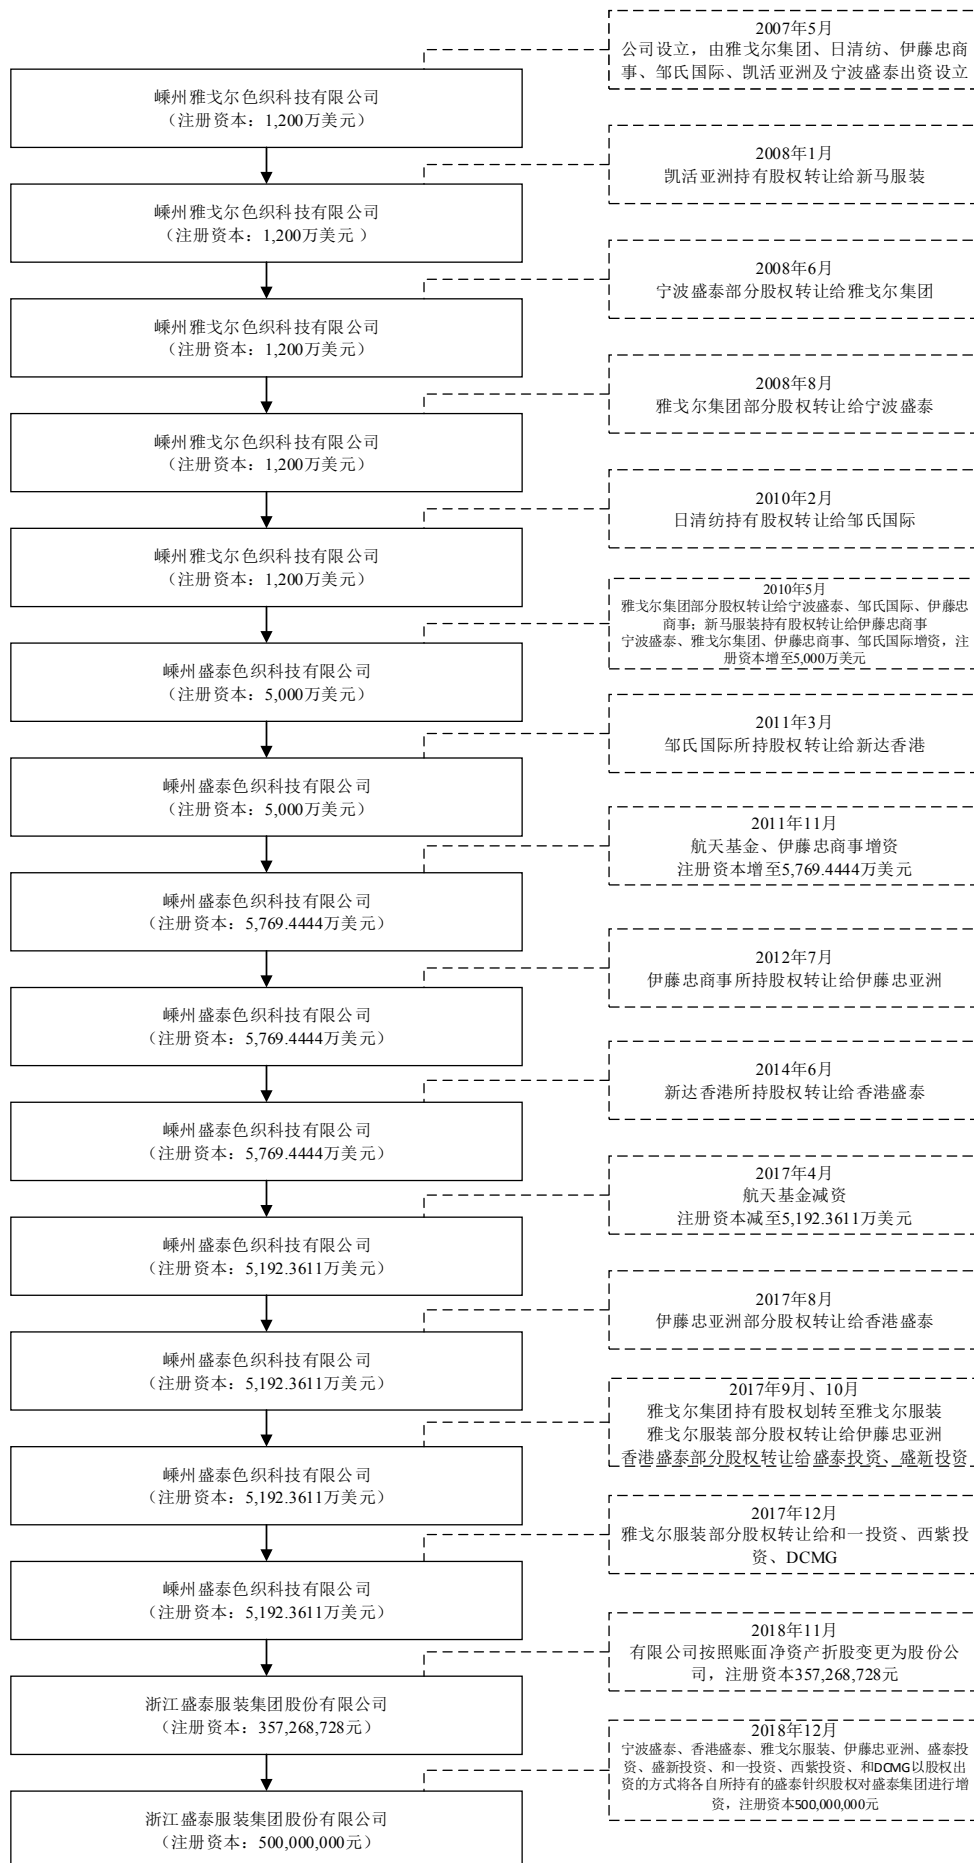 2007年5月
公司设立，由雅戈尔集团、日清纺、伊藤忠商
事、邹氏国际、凯活亚洲及宁波盛泰出资设立
嵊州雅戈尔色织科技有限公司
（注册资本：1,200万美元）
2008年1月
凯活亚洲持有股权转让给新马服装
嵊州雅戈尔色织科技有限公司
（注册资本：1,200万美元 ）
2008年6月
宁波盛泰部分股权转让给雅戈尔集团
嵊州雅戈尔色织科技有限公司
（注册资本：1,200万美元）
2008年8月
雅戈尔集团部分股权转让给宁波盛泰
嵊州雅戈尔色织科技有限公司
（注册资本：1,200万美元）
2010年2月
日清纺持有股权转让给邹氏国际
嵊州雅戈尔色织科技有限公司
（注册资本：1,200万美元）
2010年5月
雅戈尔集团部分股权转让给宁波盛泰、邹氏国际、伊藤忠
商事；新马服装持有股权转让给伊藤忠商事
宁波盛泰、雅戈尔集团、伊藤忠商事、邹氏国际增资，注
册资本增至5,000万美元
嵊州盛泰色织科技有限公司
（注册资本：5,000万美元）
2011年3月
邹氏国际所持股权转让给新达香港
嵊州盛泰色织科技有限公司
（注册资本：5,000万美元）
2011年11月
航天基金、伊藤忠商事增资
注册资本增至5,769.4444万美元
嵊州盛泰色织科技有限公司
（注册资本：5,769.4444万美元）
2012年7月
伊藤忠商事所持股权转让给伊藤忠亚洲
嵊州盛泰色织科技有限公司
（注册资本：5,769.4444万美元）
2014年6月
新达香港所持股权转让给香港盛泰
嵊州盛泰色织科技有限公司
（注册资本：5,769.4444万美元）
2017年4月
航天基金减资
注册资本减至5,192.3611万美元
嵊州盛泰色织科技有限公司
（注册资本：5,192.3611万美元）
2017年8月
伊藤忠亚洲部分股权转让给香港盛泰
嵊州盛泰色织科技有限公司
（注册资本：5,192.3611万美元）
2017年9月、10月
雅戈尔集团持有股权划转至雅戈尔服装
雅戈尔服装部分股权转让给伊藤忠亚洲
香港盛泰部分股权转让给盛泰投资、盛新投资
嵊州盛泰色织科技有限公司
（注册资本：5,192.3611万美元）
2017年12月
雅戈尔服装部分股权转让给和一投资、西紫投
资、DCMG
嵊州盛泰色织科技有限公司
（注册资本：5,192.3611万美元）
2018年11月
有限公司按照账面净资产折股变更为股份公
司，注册资本357,268,728元
浙江盛泰服装集团股份有限公司
（注册资本：357,268,728元）
2018年12月
宁波盛泰、香港盛泰、雅戈尔服装、伊藤忠亚洲、盛泰投
资、盛新投资、和一投资、西紫投资、和DCMG以股权出
资的方式将各自所持有的盛泰针织股权对盛泰集团进行增
资，注册资本500,000,000元
浙江盛泰服装集团股份有限公司
（注册资本：500,000,000元）